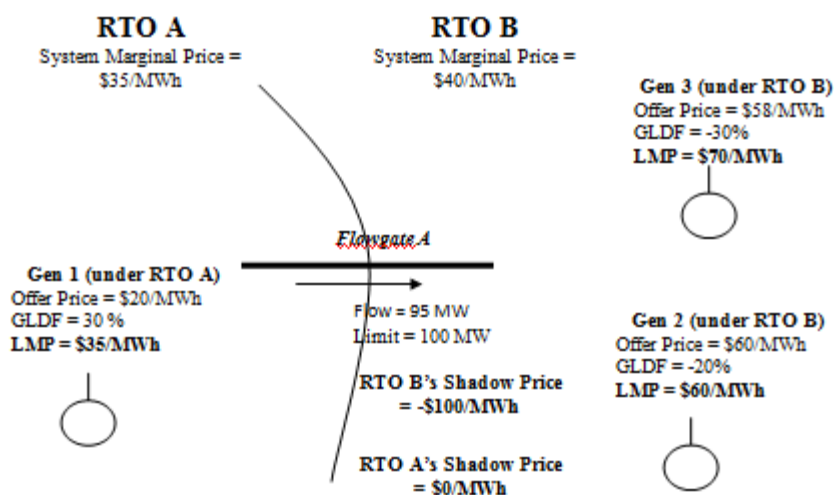 RTO A
System Marginal Price =
$35/MWh
RTO B
System Marginal Price =
$40/MWh
Gen 3 (under RTO B)
Offer Price = $58/MWh
GLDF = -30%
LMP = $70/MWh
Flowgate A
Gen 1 (under RTO A)
Offer Price = $20/MWh
GLDF = 30 %
LMP = $35/MWh
Flow = 95 MW
Limit = 100 MW
Gen 2 (under RTO B)
Offer Price = $60/MWh
GLDF = -20%
LMP = $60/MWh
RTO B's Shadow Price
= -$100/MWh
RTO A's Shadow Price
= $0/MWh